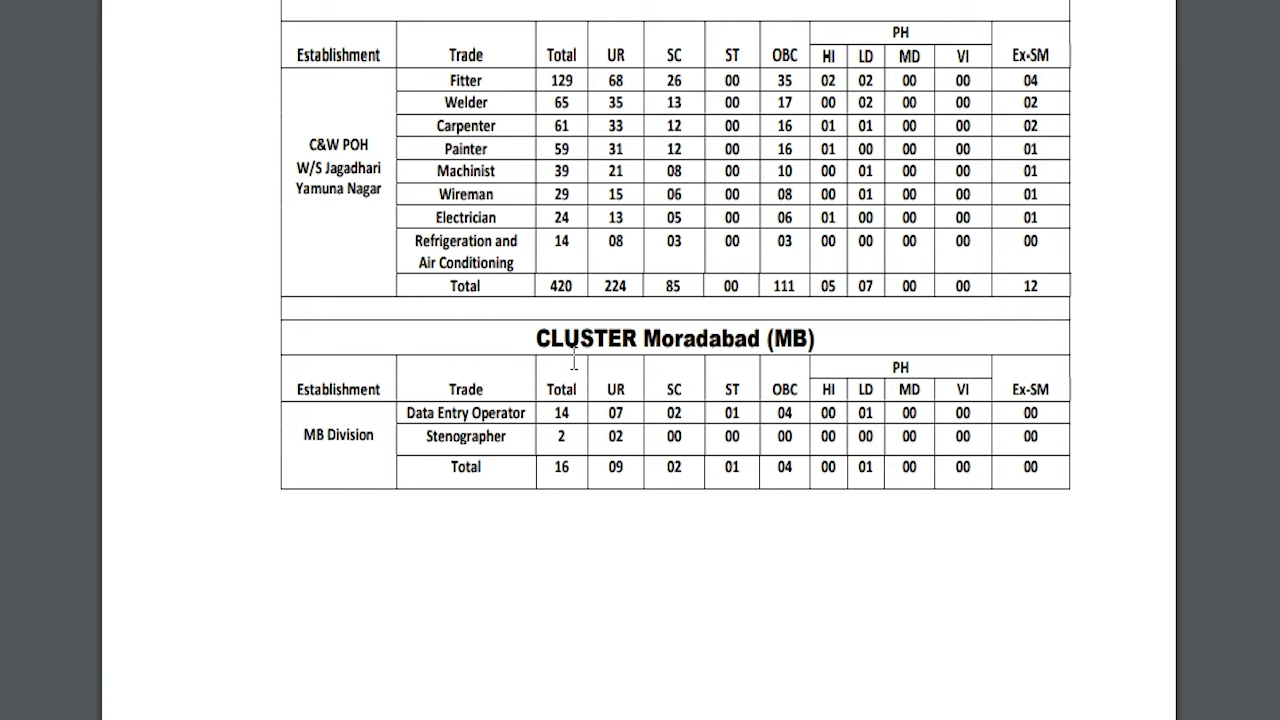 PH
Establishment Trade Total UR SC ST OBC HI LD MD VI Ex-SM
Fitter 129 68 26 00 35 02 02 00 00 04
Welder 65 35 13 00 17 00 02 00 00 02
Carpenter 61 33 12 00 16 01 01 00 00 02
C&W POH
W/S Jagadhari
Yamuna Nagar
Painter 59 31 12 00 16 01 00 00 00 01
Machinist 39 21 08 00 10 00 01 00 00 01
Wireman 29 15 06 00 08 00 01 00 00 01
Electrician 24 13 05 00 06 01 00 00 00 01
Refrigeration and 14 08 03 00 03 00 00 00 00 00
Air Conditioning
Total 420 224 85 00 111 05 07 00 00 12
CLUSTER Moradabad (MB)
PH
Establishment Trade Total UR SC ST OBC HI LD MD VI Ex-SM
Data Entry Operator 14 07 02 01 04 00 01 00 00 00
MB Division Stenographer 2 02 00 00 00 00 00 00 00 00
Total 16 09 02 01 04 00 01 00 00 00